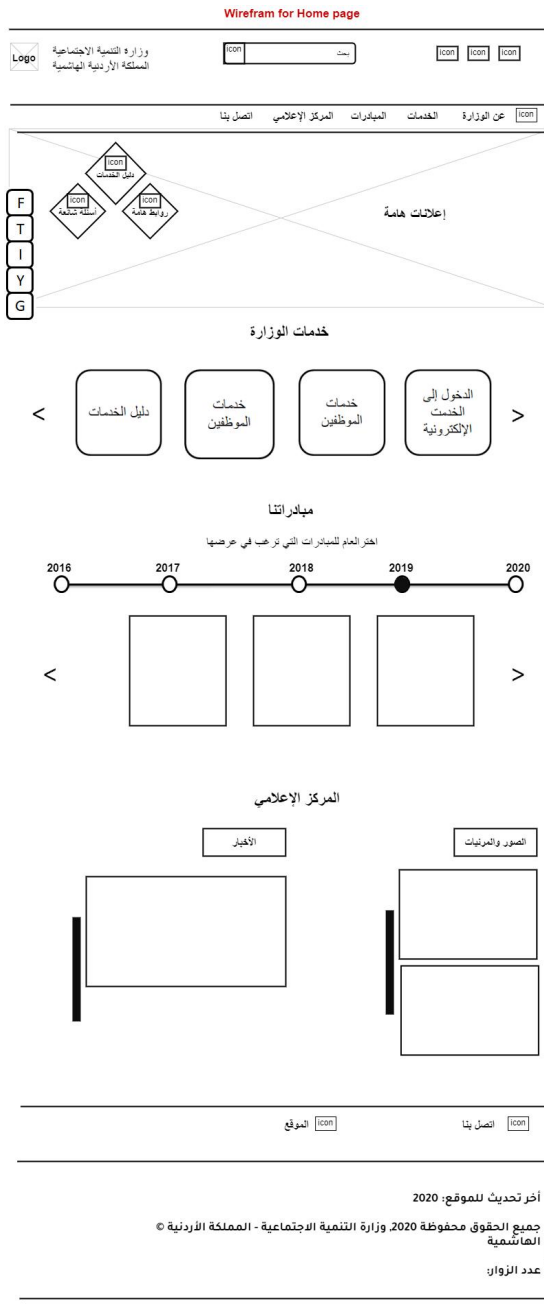 Wirefram for Home page
Logo
وزارة التنمية الاجتماعية
المملكة الأردنية الهاشمية
icon
بحث
icon
icon
icon
icon
عن الوزارة
الخدمات
المبادرات
المركز الإعلامي
اتصل بنا
icon
دليل الخدمات
icon
أسئلة شائعة
icon
روابط هامة
إعلانات هامة
F
T
I
Y
G
خدمات الوزارة
<
الدخول إلى
الخدمت
الإلكترونية
خدمات
الموظفين
خدمات
الموظفين
دليل الخدمات
>
مبادراتنا
اختر العام للمبادرات التي ترغب في عرضها
2016
2017
2018
2019
2020
<
>
المركز الإعلامي
الصور والمرئيات
الأخبار
icon
اتصل بنا
icon
الموقع
أخر تحديث للموقع: 2020
جميع الحقوق محفوظة 2020, وزارة التنمية الاجتماعية - المملكة الأردنية ©
الهاشمية
عدد الزوار: